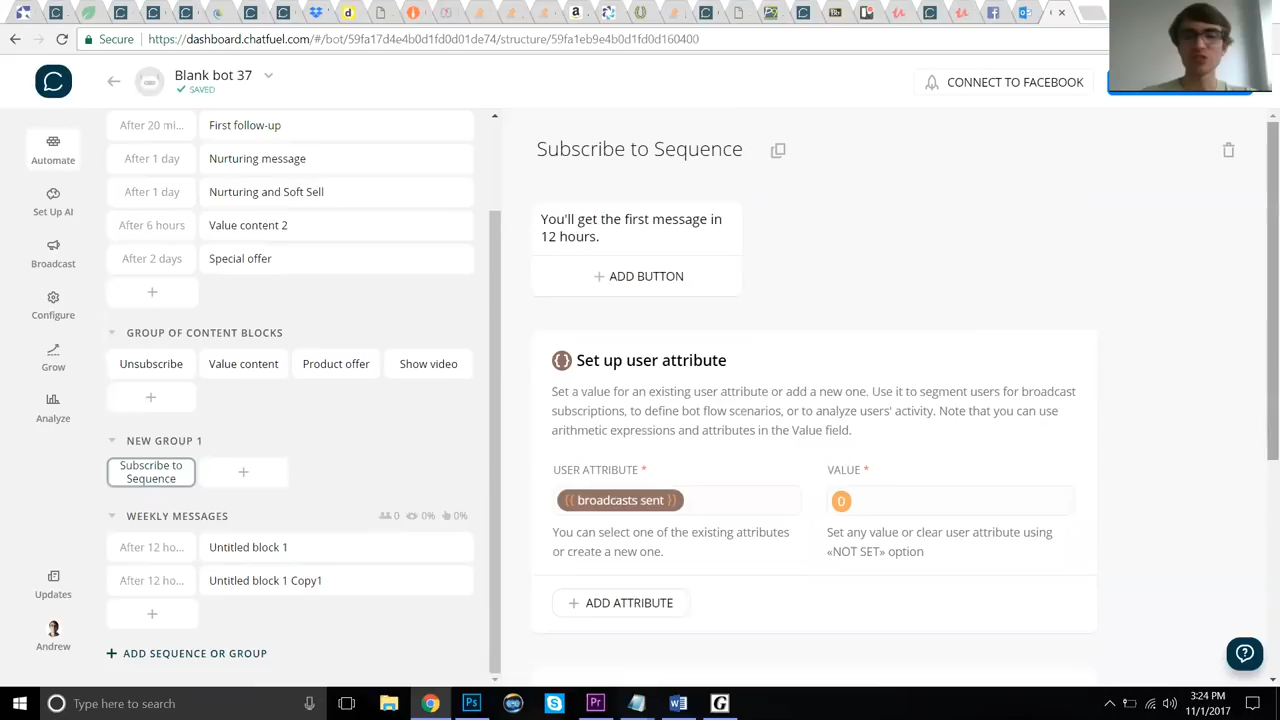 Secure
https://dashboard.chatfuel.com/#/bot/59fa17d4e4b0d1fd0d01de74/structure/59fa1eb9e4b0d1fd0d160400
Blank bot 37
SAVED
CONNECT TO FACEBOOK
Automate
Set Up AI
Broadcast
Configure
Grow
Analyze
Updates
Andrew
After 20 mi... First follow-up
After 1 day Nurturing message
After 1 day Nurturing and Soft Sell
After 6 hours Value content 2
After 2 days Special offer
+
GROUP OF CONTENT BLOCKS
Unsubscribe Value content Product offer Show video
+
NEW GROUP 1
Subscribe to
Sequence
+
WEEKLY MESSAGES 0 0% 0%
After 12 ho... Untitled block 1
After 12 ho... Untitled block 1 Copy1
+
+ ADD SEQUENCE OR GROUP
Subscribe to Sequence
You'll get the first message in
12 hours.
+ ADD BUTTON
{} Set up user attribute
Set a value for an existing user attribute or add a new one. Use it to segment users for broadcast
subscriptions, to define bot flow scenarios, or to analyze users' activity. Note that you can use
arithmetic expressions and attributes in the Value field.
USER ATTRIBUTE * VALUE *
{{ broadcasts sent }} 0
You can select one of the existing attributes
or create a new one.
Set any value or clear user attribute using
«NOT SET» option
+ ADD ATTRIBUTE
Type here to search
3:24 PM
11/1/2017